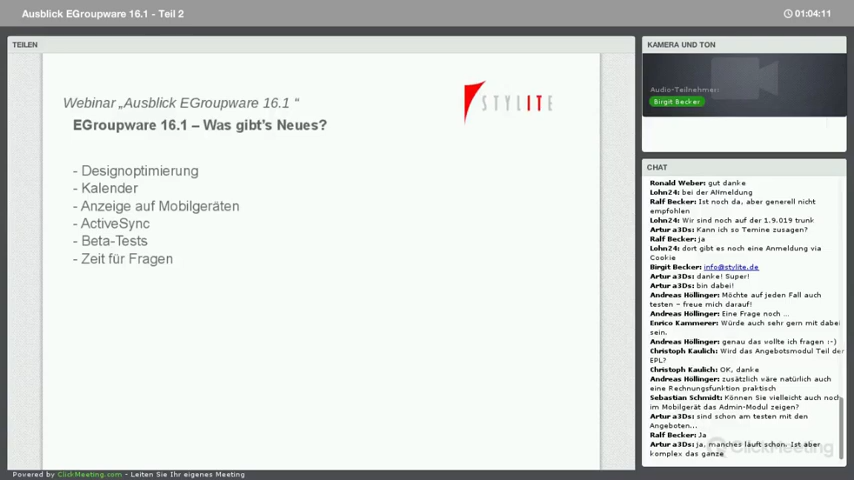 Ausblick EGroupware 16.1 - Teil 2
01:04:11
TEILEN
Webinar „Ausblick EGroupware 16.1 “
STYLITE
EGroupware 16.1 – Was gibt's Neues?
- Designoptimierung
- Kalender
- Anzeige auf Mobilgeräten
- ActiveSync
- Beta-Tests
- Zeit für Fragen
KAMERA UND TON
Audio-Teilnehmer:
Birgit Becker
CHAT
Ronald Weber: gut danke
Lohn24: bei der ANmeldung
Ralf Becker: Ist noch da, aber generell nicht
empfohlen
Lohn24: Wir sind noch auf der 1.9.019 trunk
Artur a3Ds: Kann ich so Temine zusagen?
Ralf Becker: ja
Lohn24: dort gibt es noch eine Anmeldung via
Cookie
Birgit Becker: info@stylite.de
Artur a3Ds: danke! Super!
Artur a3Ds: bin dabei!
Andreas Höllinger: Möchte auf jeden Fall auch
testen – freue mich darauf!
Andreas Höllinger: Eine Frage noch ...
Enrico Kammerer: Würde auch sehr gern mit dabei
sein.
Andreas Höllinger: genau das vollte ich fragen :-)
Christoph Kaulich: Wird das Angebotsmodul Teil der
EPL?
Christoph Kaulich: OK, danke
Andreas Höllinger: zusätzlich wäre natürlich auch
eine Rechnungsfunktion praktisch
Sebastian Schmidt: Können Sie vielleicht auch noch
im Mobilgerät das Admin-Modul zeigen?
Artur a3Ds: sind schon am testen mit den
Angeboten...
Ralf Becker: Ja
Artur a3Ds: ja, manches läuft schon. Ist aber
komplex das ganze
ClickMeeting
Powered by ClickMeeting.com - Leiten Sie Ihr eigenes Meeting